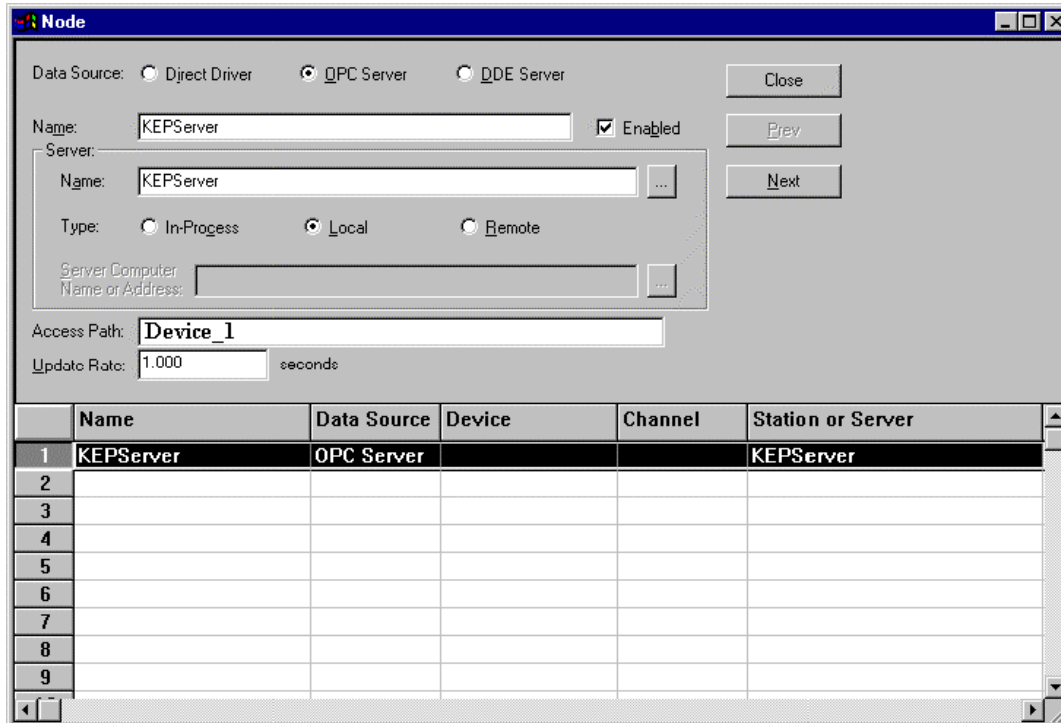 Node
Data Source: Direct Driver OPC Server DDE Server Close
Name: KEPServer Enabled Prev
Server:
Name: KEPServer ... Next
Type: In-Process Local Remote
Server Computer
Name or Address: ...
Access Path: Device_1
Update Rate: 1.000 seconds
Name Data Source Device Channel Station or Server
1 KEPServer OPC Server KEPServer
2
3
4
5
6
7
8
9